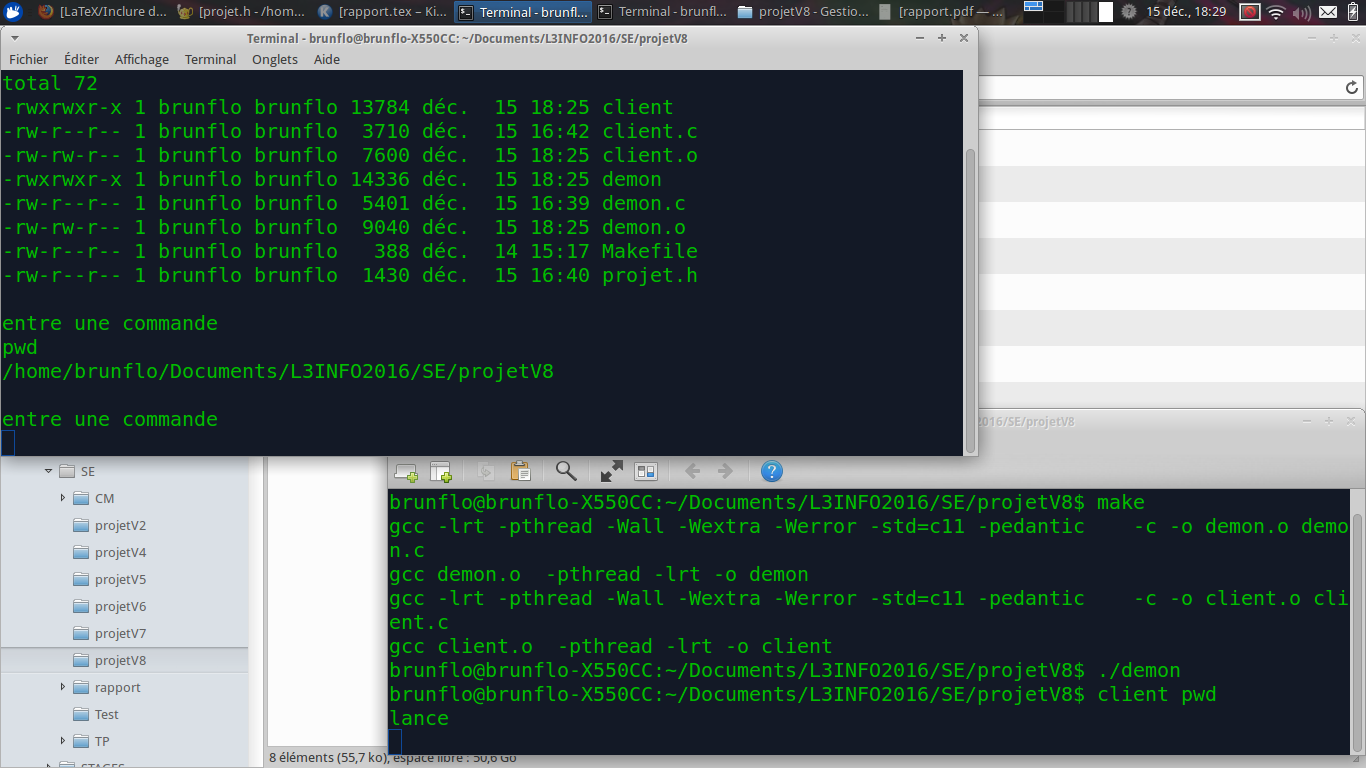 [LaTeX/Inclure d... [projet.h - /hom... [rapport.tex – Ki... Terminal - brunfl... Terminal - brunfl... projetV8 - Gestio... [rapport.pdf — ... 15 déc., 18:29
Terminal - brunflo@brunflo-X550CC: ~/Documents/L3INFO2016/SE/projetV8
Fichier Éditer Affichage Terminal Onglets Aide
total 72
-rwxrwxr-x 1 brunflo brunflo 13784 déc.  15 18:25 client
-rw-r--r-- 1 brunflo brunflo  3710 déc.  15 16:42 client.c
-rw-rw-r-- 1 brunflo brunflo  7600 déc.  15 18:25 client.o
-rwxrwxr-x 1 brunflo brunflo 14336 déc.  15 18:25 demon
-rw-r--r-- 1 brunflo brunflo  5401 déc.  15 16:39 demon.c
-rw-rw-r-- 1 brunflo brunflo  9040 déc.  15 18:25 demon.o
-rw-r--r-- 1 brunflo brunflo   388 déc.  14 15:17 Makefile
-rw-r--r-- 1 brunflo brunflo  1430 déc.  15 16:40 projet.h
entre une commande
pwd
/home/brunflo/Documents/L3INFO2016/SE/projetV8
entre une commande
2016/SE/projetV8
SE
CM
projetV2
projetV4
projetV5
projetV6
projetV7
projetV8
rapport
Test
TP
STAGES
brunflo@brunflo-X550CC:~/Documents/L3INFO2016/SE/projetV8$ make
gcc -lrt -pthread -Wall -Wextra -Werror -std=c11 -pedantic    -c -o demon.o demo
n.c
gcc demon.o  -pthread -lrt -o demon
gcc -lrt -pthread -Wall -Wextra -Werror -std=c11 -pedantic    -c -o client.o cli
ent.c
gcc client.o  -pthread -lrt -o client
brunflo@brunflo-X550CC:~/Documents/L3INFO2016/SE/projetV8$ ./demon
brunflo@brunflo-X550CC:~/Documents/L3INFO2016/SE/projetV8$ client pwd
lance
8 éléments (55,7 ko), espace libre : 50,6 Go